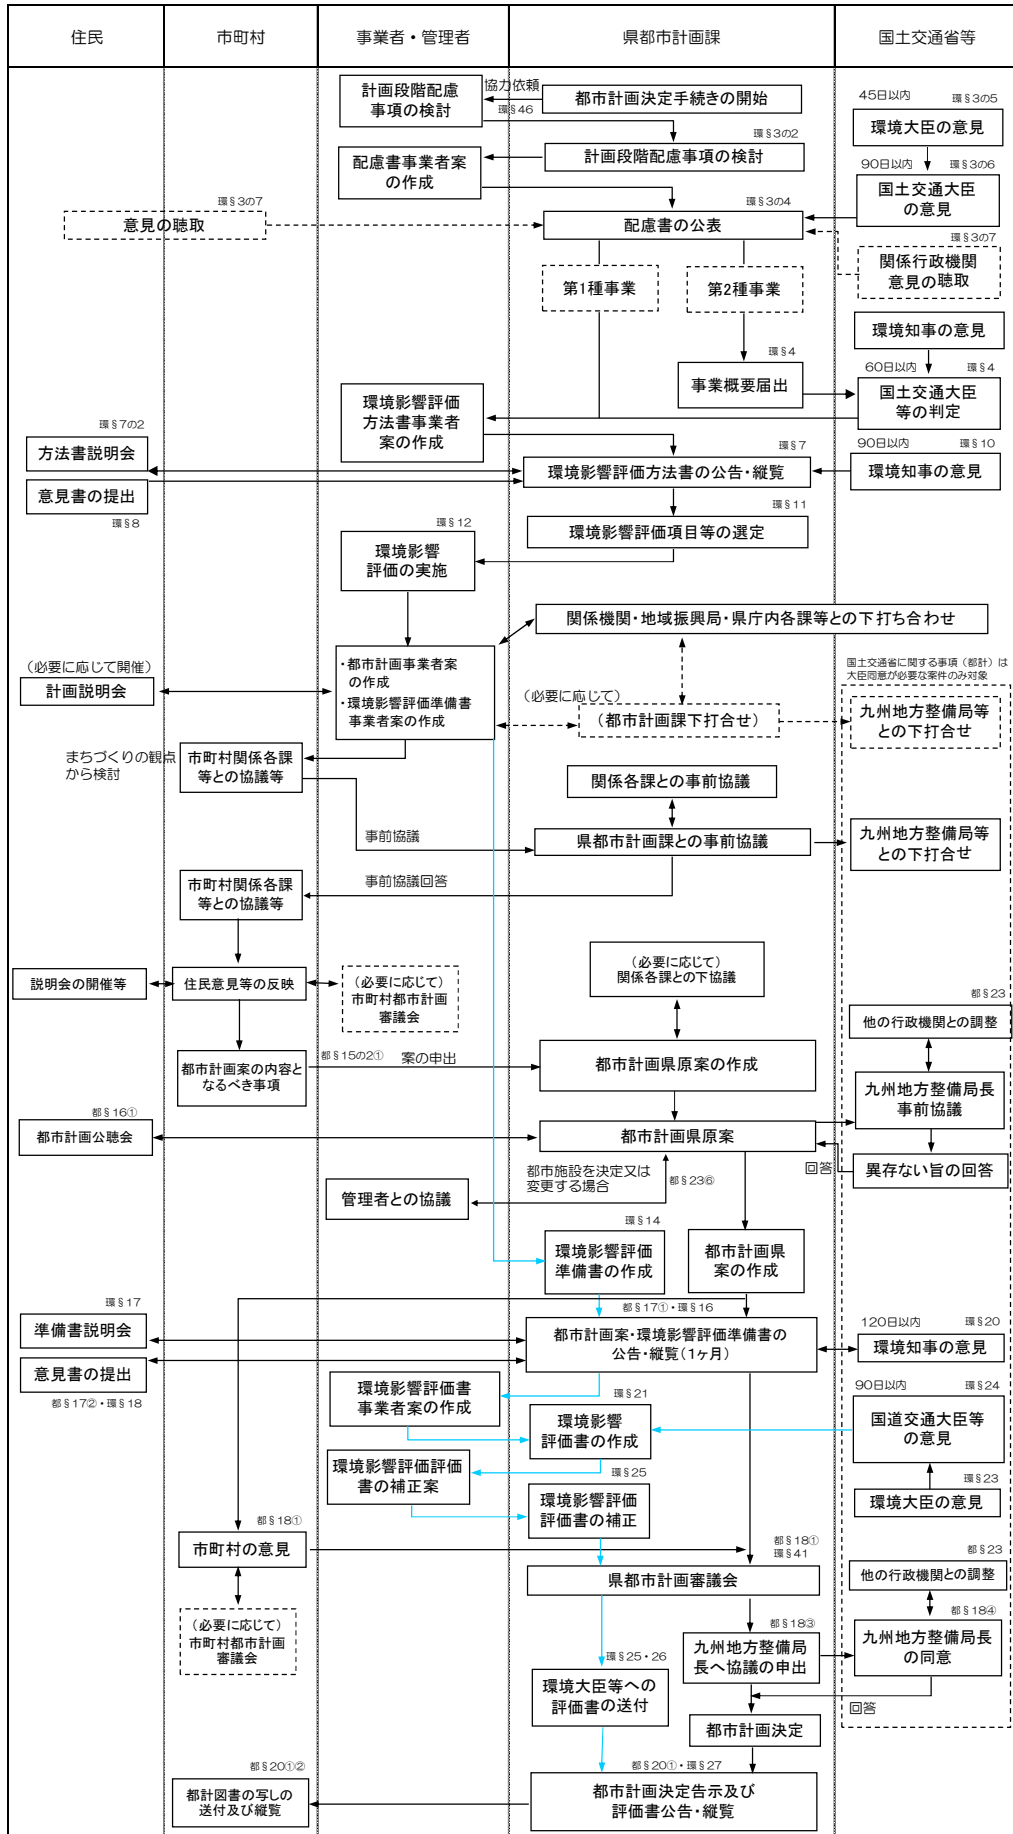 住民
市町村
事業者・管理者
県都市計画課
国土交通省等
計画段階配慮
事項の検討
協力依頼
環§46
都市計画決定手続きの開始
45日以内
環§3の5
環境大臣の意見
環§3の2
計画段階配慮事項の検討
配慮書事業者案
の作成
90日以内
環§3の6
国土交通大臣
の意見
環§3の7
意見の聴取
環§3の4
配慮書の公表
環§3の7
関係行政機関
意見の聴取
第1種事業
第2種事業
環境知事の意見
環§4
事業概要届出
60日以内
環§4
国土交通大臣
等の判定
環境影響評価
方法書事業者
案の作成
環§7の2
方法書説明会
環§7
環境影響評価方法書の公告・縦覧
90日以内
環§10
環境知事の意見
意見書の提出
環§8
環§11
環境影響評価項目等の選定
環§12
環境影響
評価の実施
関係機関・地域振興局・県庁内各課等との下打ち合わせ
(必要に応じて開催)
計画説明会
・都市計画事業者案
の作成
・環境影響評価準備書
事業者案の作成
(必要に応じて)
(都市計画課下打合せ)
国土交通省に関する事項(都計)は
大臣同意が必要な案件のみ対象
九州地方整備局等
との下打合せ
まちづくりの観点
から検討
市町村関係各課
等との協議等
関係各課との事前協議
事前協議
県都市計画課との事前協議
九州地方整備局等
との下打合せ
事前協議回答
市町村関係各課
等との協議等
説明会の開催等
住民意見等の反映
(必要に応じて)
市町村都市計画
審議会
(必要に応じて)
関係各課との下協議
都§23
他の行政機関との調整
都市計画案の内容と
なるべき事項
都§15の2①
案の申出
都市計画県原案の作成
九州地方整備局長
事前協議
都§16①
都市計画公聴会
都市計画県原案
回答
異存ない旨の回答
都市施設を決定又は
変更する場合
都§23⑥
管理者との協議
環§14
環境影響評価
準備書の作成
都市計画県
案の作成
環§17
準備書説明会
都§17①・環§16
都市計画案・環境影響評価準備書の
公告・縦覧(1ヶ月)
120日以内
環§20
環境知事の意見
意見書の提出
都§17②・環§18
環境影響評価書
事業者案の作成
環§21
環境影響
評価書の作成
90日以内
環§24
国道交通大臣等
の意見
環境影響評価評価
書の補正案
環§25
環境影響評価
評価書の補正
環§23
環境大臣の意見
都§18①
市町村の意見
都§18①
環§41
県都市計画審議会
都§23
他の行政機関との調整
(必要に応じて)
市町村都市計画
審議会
都§18③
九州地方整備局
長へ協議の申出
都§18④
九州地方整備局長
の同意
環§25・26
環境大臣等への
評価書の送付
回答
都市計画決定
都§20①②
都計図書の写しの
送付及び縦覧
都§20①・環§27
都市計画決定告示及び
評価書公告・縦覧